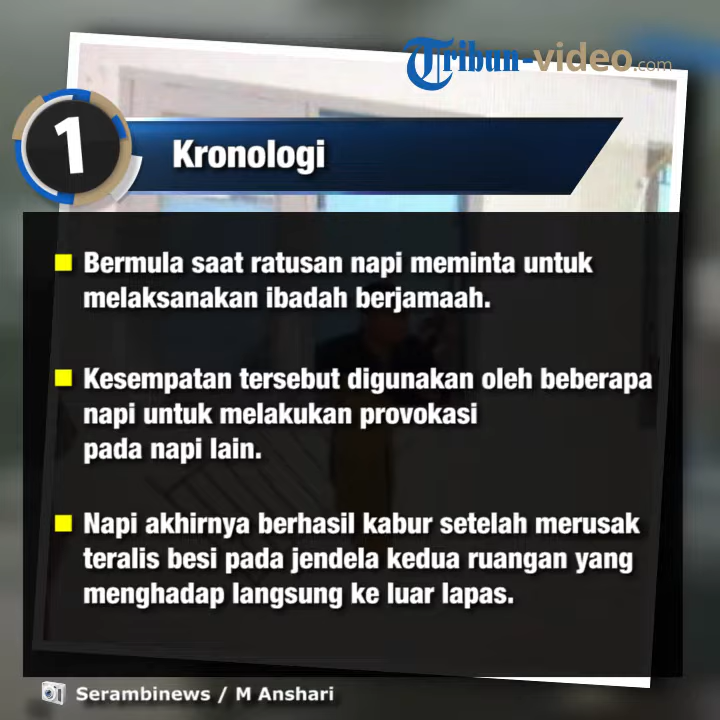 Tribun-video.com
1
Kronologi
Bermula saat ratusan napi meminta untuk
melaksanakan ibadah berjamaah.
Kesempatan tersebut digunakan oleh beberapa
napi untuk melakukan provokasi
pada napi lain.
Napi akhirnya berhasil kabur setelah merusak
teralis besi pada jendela kedua ruangan yang
menghadap langsung ke luar lapas.
Serambinews / M Anshari